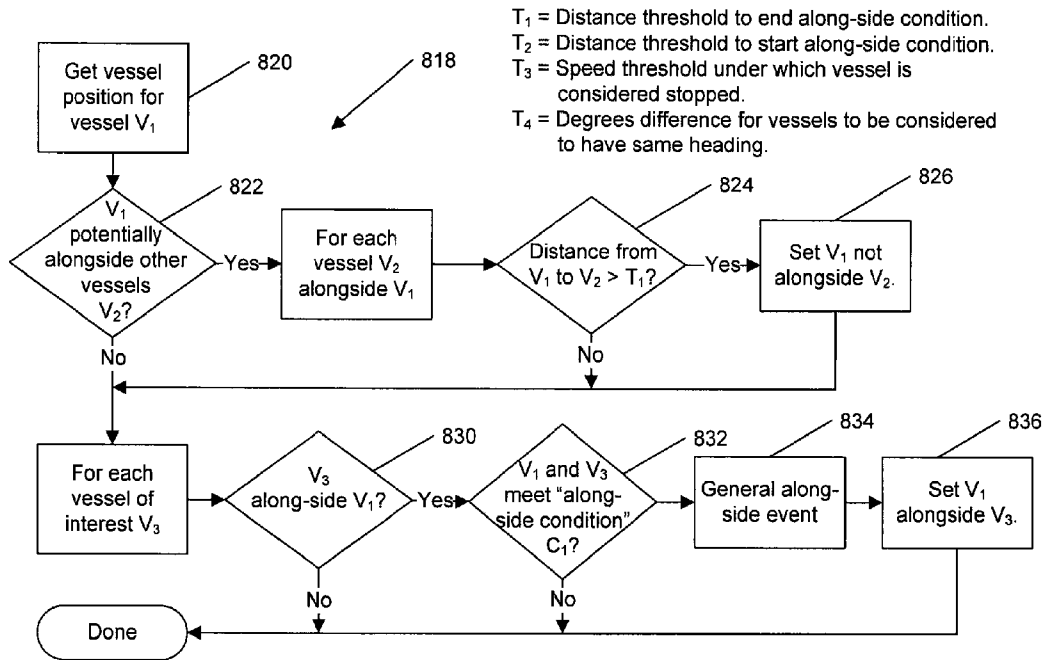 T₁ = Distance threshold to end along-side condition.
T₂ = Distance threshold to start along-side condition.
T₃ = Speed threshold under which vessel is
considered stopped.
T₄ = Degrees difference for vessels to be considered
to have same heading.
820
818
Get vessel
position for
vessel V₁
822
V₁
potentially
alongside other
vessels
V₂?
Yes
No
For each
vessel V₂
alongside V₁
824
Distance from
V₁ to V₂ > T₁?
Yes
No
826
Set V₁ not
alongside V₂.
For each
vessel of
interest V₃
830
V₃
along-side V₁?
Yes
No
832
V₁ and V₃
meet “along-
side condition”
C₁?
No
834
General along-
side event
836
Set V₁
alongside V₃.
Done